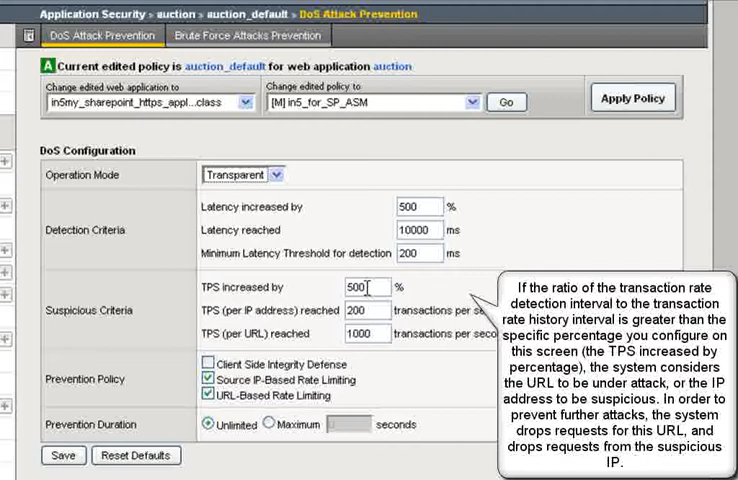 Application Security » auction » auction_default » DoS Attack Prevention
DoS Attack Prevention Brute Force Attacks Prevention
A Current edited policy is auction_default for web application auction
Change edited web application to Change edited policy to
in5my_sharepoint_https_appl...class [M] in5_for_SP_ASM Go Apply Policy
DoS Configuration
Operation Mode Transparent
Latency increased by 500 %
Detection Criteria Latency reached 10000 ms
Minimum Latency Threshold for detection 200 ms
TPS increased by 500 %
Suspicious Criteria TPS (per IP address) reached 200 transactions per
TPS (per URL) reached 1000 transactions per
Client Side Integrity Defense
Prevention Policy Source IP-Based Rate Limiting
URL-Based Rate Limiting
Prevention Duration Unlimited Maximum seconds
Save Reset Defaults
If the ratio of the transaction rate
detection interval to the transaction
rate history interval is greater than the
specific percentage you configure on
this screen (the TPS increased by
percentage), the system considers
the URL to be under attack, or the IP
address to be suspicious. In order to
prevent further attacks, the system
drops requests for this URL, and
drops requests from the suspicious
IP.